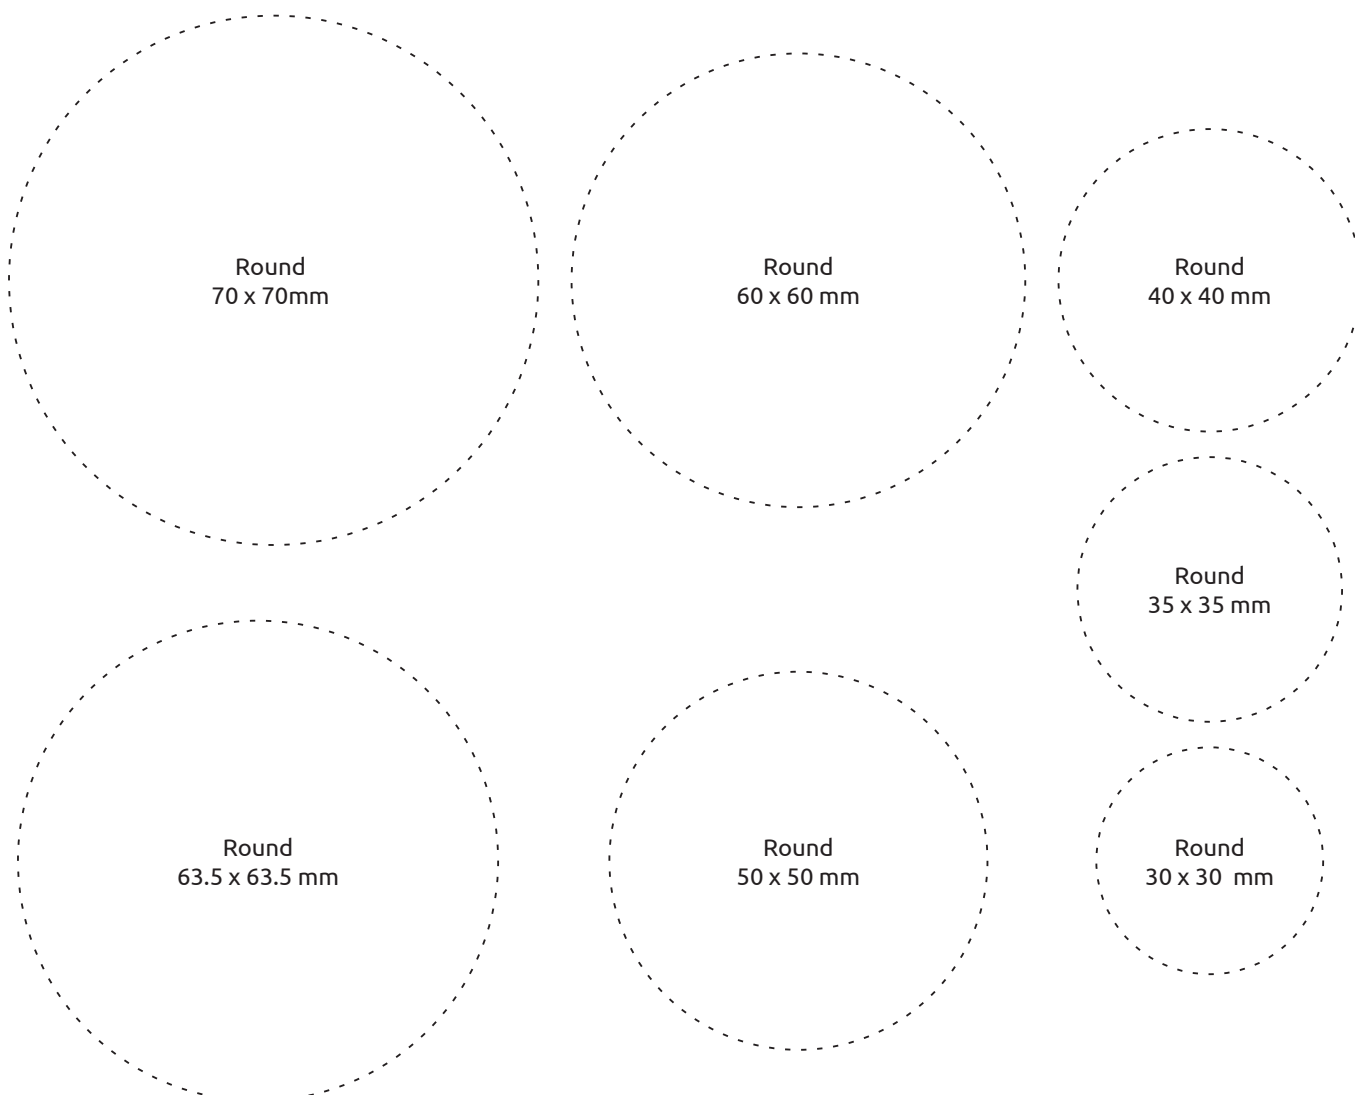 Round
70 x 70mm
Round
60 x 60 mm
Round
40 x 40 mm
Round
35 x 35 mm
Round
63.5 x 63.5 mm
Round
50 x 50 mm
Round
30 x 30  mm